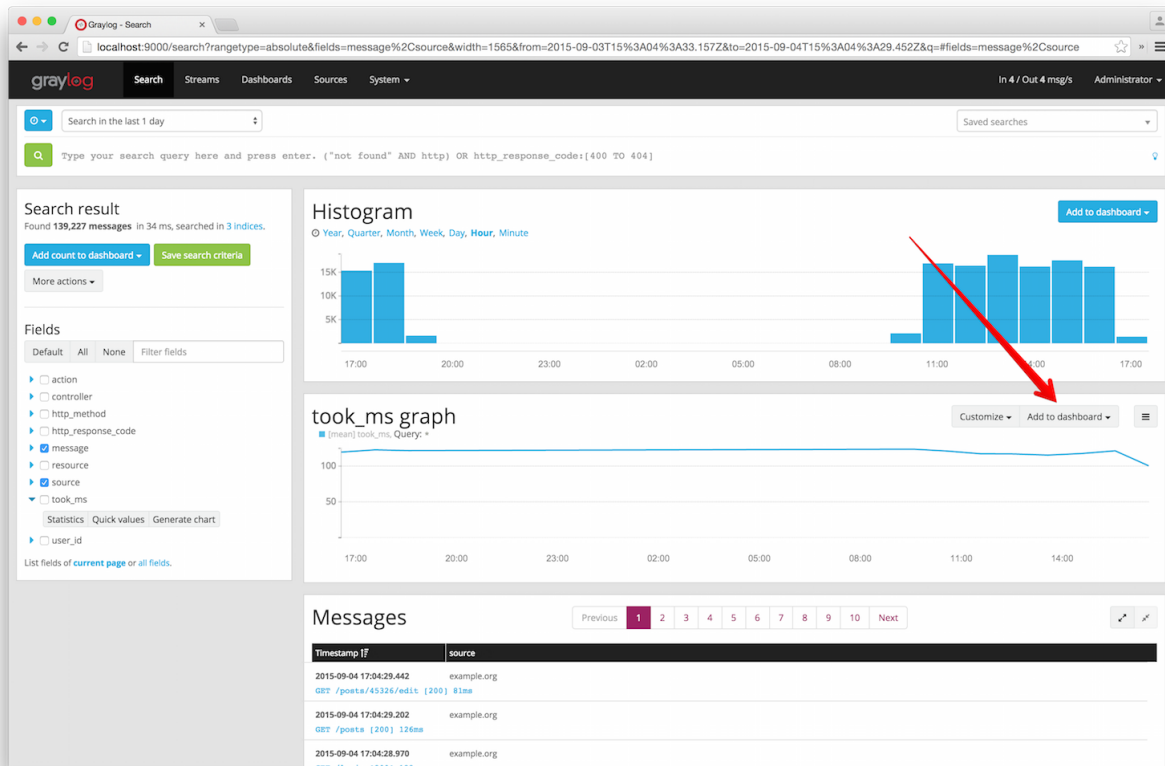 Graylog - Search
localhost:9000/search?rangetype=absolute&fields=message%2Csource&width=1565&from=2015-09-03T15%3A04%3A33.157Z&to=2015-09-04T15%3A04%3A29.452Z&q=#fields=message%2Csource
graylog Search Streams Dashboards Sources System In 4 / Out 4 msg/s Administrator
Search in the last 1 day Saved searches
Type your search query here and press enter. ("not found" AND http) OR http_response_code:[400 TO 404]
Search result
Found 139,227 messages in 34 ms, searched in 3 indices.
Add count to dashboard Save search criteria
More actions
Fields
Default All None Filter fields
action
controller
http_method
http_response_code
message
resource
source
took_ms
Statistics Quick values Generate chart
user_id
List fields of current page or all fields.
Histogram Add to dashboard
Year, Quarter, Month, Week, Day, Hour, Minute
15K
10K
5K
17:00 20:00 23:00 02:00 05:00 08:00 11:00 14:00 17:00
took_ms graph Customize Add to dashboard
[mean] took_ms, Query: *
100
50
17:00 20:00 23:00 02:00 05:00 08:00 11:00 14:00
Messages Previous 1 2 3 4 5 6 7 8 9 10 Next
Timestamp source
2015-09-04 17:04:29.442 example.org
GET /posts/45326/edit [200] 81ms
2015-09-04 17:04:29.202 example.org
GET /posts [200] 126ms
2015-09-04 17:04:28.970 example.org